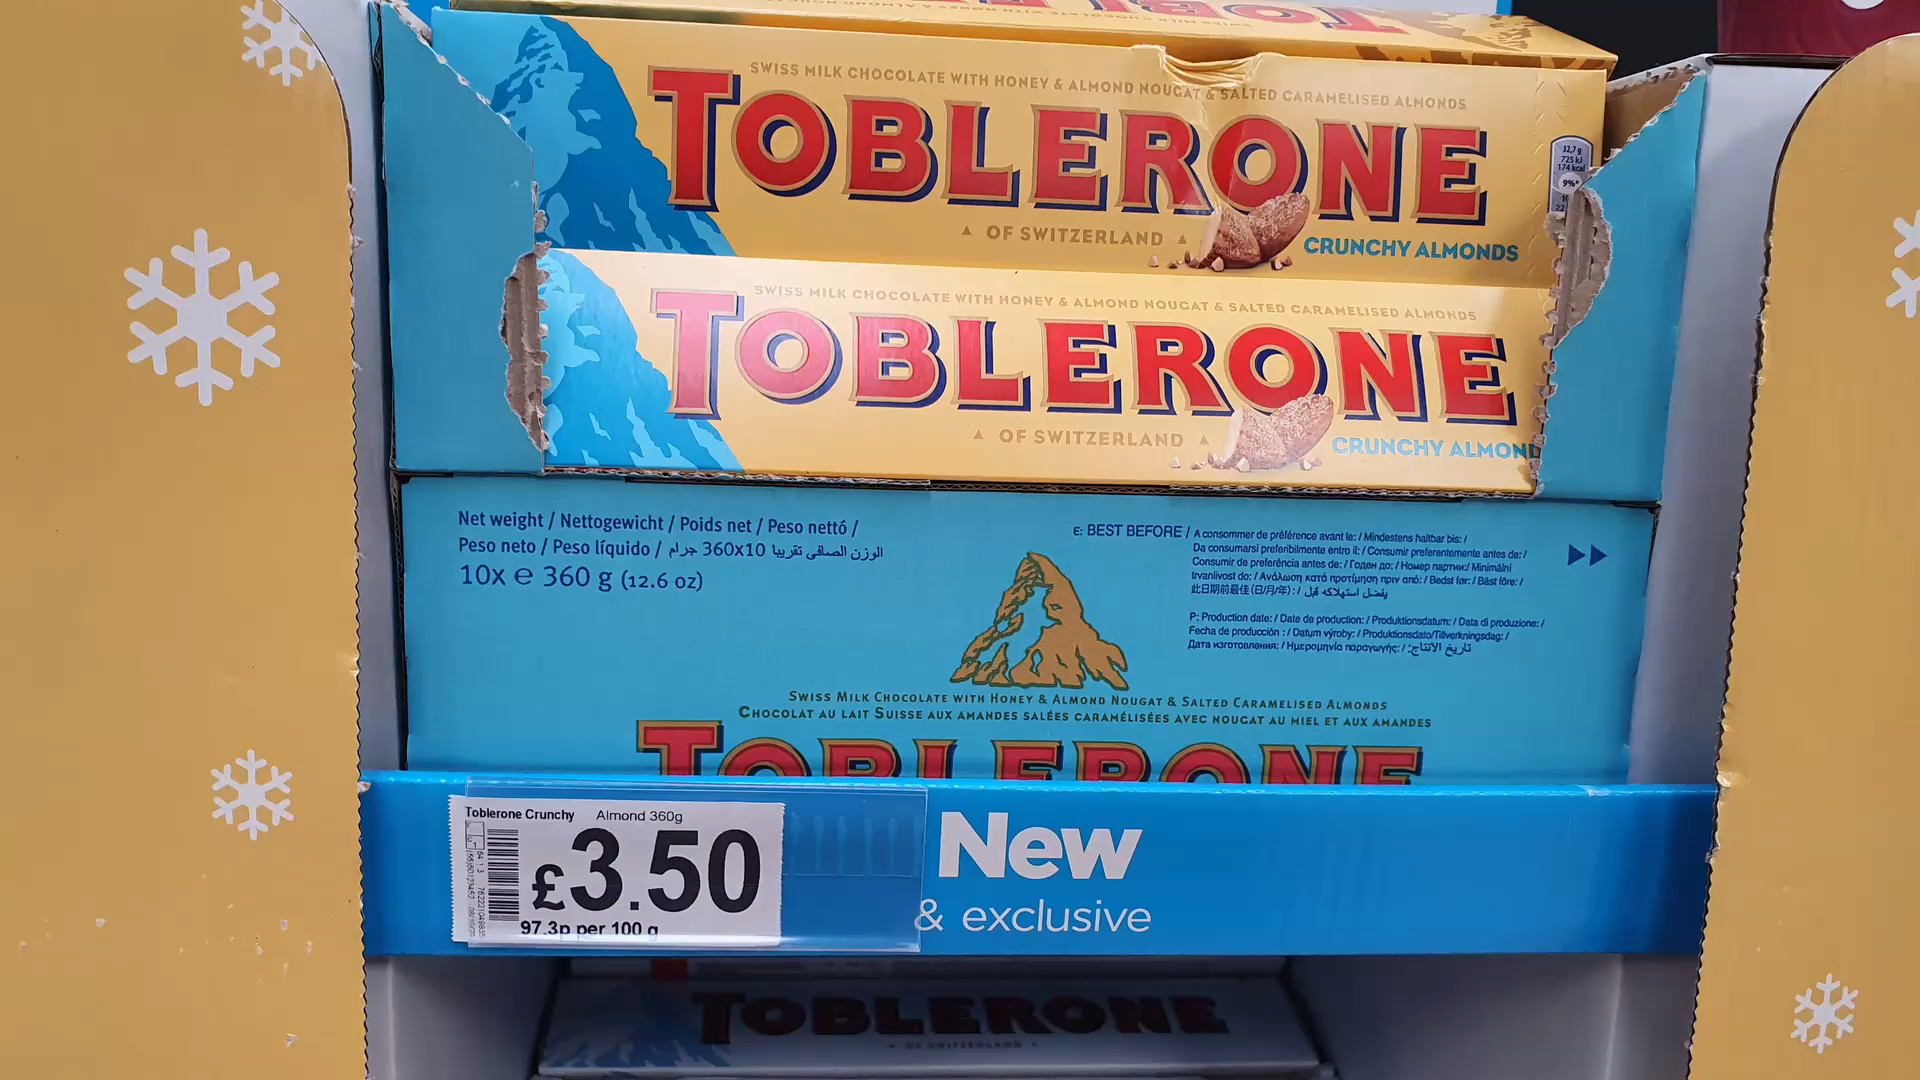 SWISS MILK CHOCOLATE WITH HONEY & ALMOND NOUGAT & SALTED CARAMELISED ALMONDS
TOBLERONE
OF SWITZERLAND
CRUNCHY ALMONDS
32,7 g
725 kJ
174 kcal
9%*
SWISS MILK CHOCOLATE WITH HONEY & ALMOND NOUGAT & SALTED CARAMELISED ALMONDS
TOBLERONE
OF SWITZERLAND
CRUNCHY ALMOND
Net weight / Nettogewicht / Poids net / Peso nettó /
Peso neto / Peso líquido / الوزن الصافي تقريبا 10x360 جرام
10x e 360 g (12.6 oz)
E: BEST BEFORE / A consommer de préférence avant le: / Mindestens haltbar bis: /
Da consumarsi preferibilmente entro il: / Consumir preferentemente antes de: /
Consumir de preferência antes de: / Годен до: / Номер партии:/ Minimální
trvanlivost do: / Ανάλωση κατά προτίμηση πριν από: / Bedst før: / Bäst före: /
此日期前最佳 (日/月/年): / يفضل استهلاكه قبل
P: Production date: / Date de production: / Produktionsdatum: / Data di produzione: /
Fecha de producción : / Datum výroby: / Produktionsdato/Tillverkningsdag: /
Дата изготовления: / Ημερομηνία παραγωγής: / تاريخ الانتاج:
SWISS MILK CHOCOLATE WITH HONEY & ALMOND NOUGAT & SALTED CARAMELISED ALMONDS
CHOCOLAT AU LAIT SUISSE AUX AMANDES SALÉES CARAMÉLISÉES AVEC NOUGAT AU MIEL ET AUX AMANDES
TOBLERONE
Toblerone Crunchy Almond 360g
£3.50
97.3p per 100 g
New
& exclusive
TOBLERONE
OF SWITZERLAND